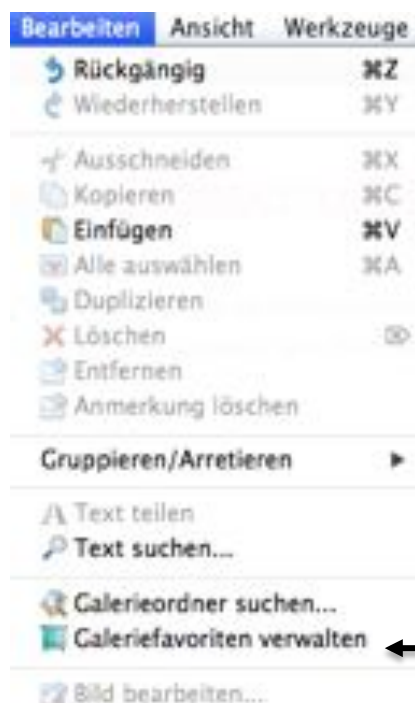 Bearbeiten Ansicht Werkzeuge
Rückgängig ⌘Z
Wiederherstellen ⌘Y
Ausschneiden ⌘X
Kopieren ⌘C
Einfügen ⌘V
Alle auswählen ⌘A
Duplizieren
Löschen ⌦
Entfernen
Anmerkung löschen
Gruppieren/Arretieren ▶
Text teilen
Text suchen...
Galerieordner suchen...
Galeriefavoriten verwalten
Bild bearbeiten...